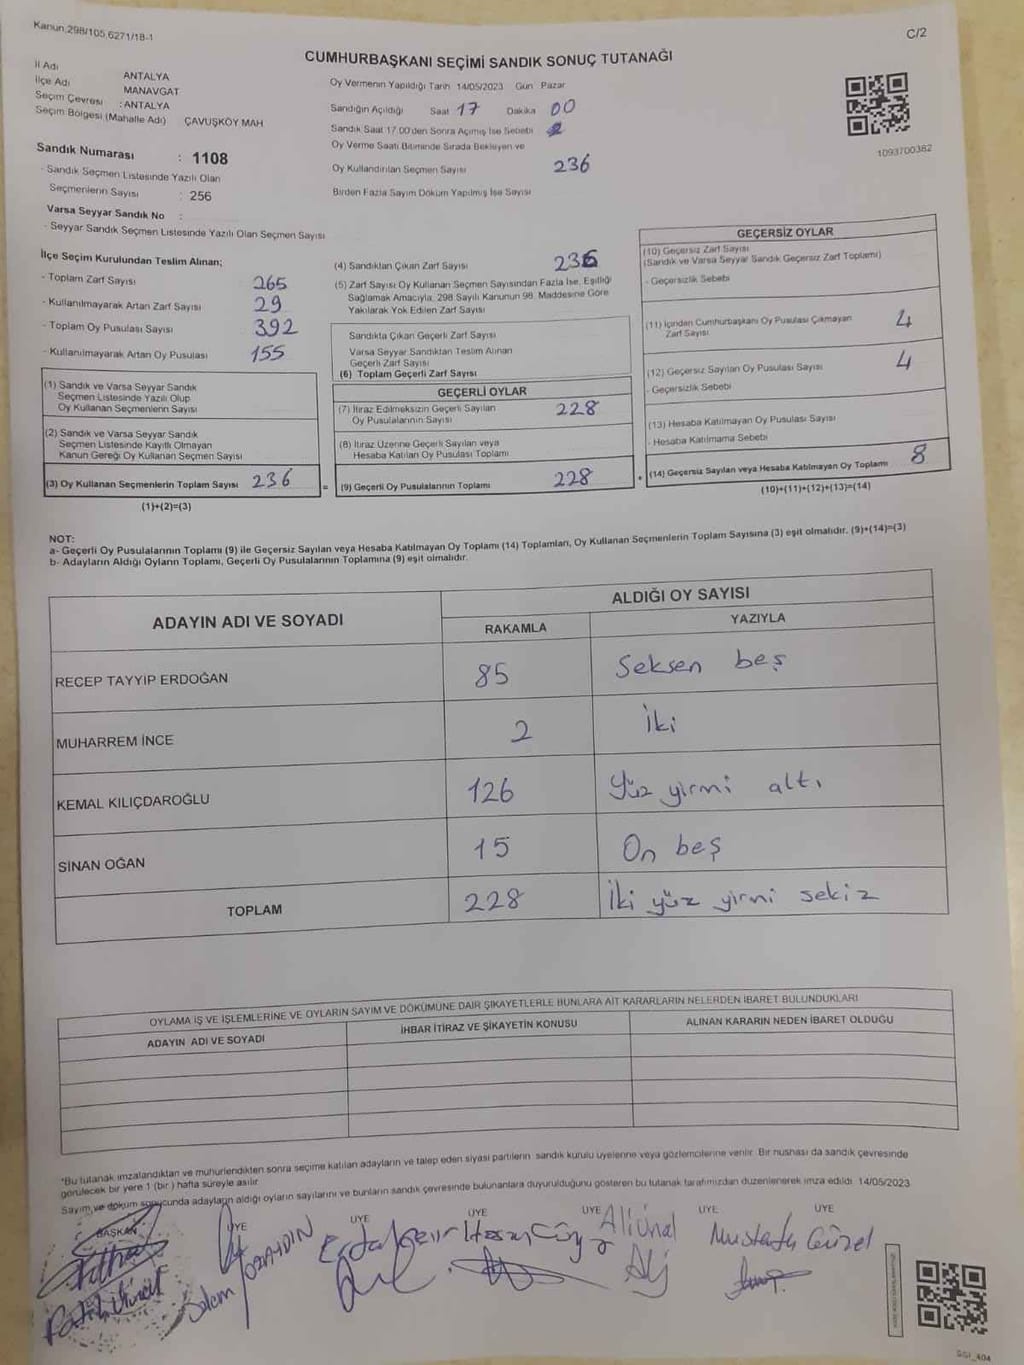 Kanun,298/105,6271/18-1
C/2
CUMHURBAŞKANI SEÇİMİ SANDIK SONUÇ TUTANAĞI
İl Adı ANTALYA
İlçe Adı MANAVGAT
Seçim Çevresi : ANTALYA
Seçim Bölgesi (Mahalle Adı) ÇAVUŞKÖY MAH
Sandık Numarası : 1108
- Sandık Seçmen Listesinde Yazılı Olan
Seçmenlerin Sayısı : 256
Varsa Seyyar Sandık No :
- Seyyar Sandık Seçmen Listesinde Yazılı Olan Seçmen Sayısı
Oy Vermenin Yapıldığı Tarih 14/05/2023 Gün Pazar
Sandığın Açıldığı Saat 17 Dakika 00
Sandık Saat 17.00'den Sonra Açımış İse Sebebi
Oy Verme Saati Bitiminde Sırada Bekleyen ve
Oy Kullandırılan Seçmen Sayısı 236
Birden Fazla Sayım Döküm Yapılmış İse Sayısı
1093700382
İlçe Seçim Kurulundan Teslim Alınan;
- Toplam Zarf Sayısı 265
- Kullanılmayarak Artan Zarf Sayısı 29
- Toplam Oy Pusulası Sayısı 392
- Kullanılmayarak Artan Oy Pusulası 155
(1) Sandık ve Varsa Seyyar Sandık
Seçmen Listesinde Yazılı Olup
Oy Kullanan Seçmenlerin Sayısı
(2) Sandık ve Varsa Seyyar Sandık
Seçmen Listesinde Kayıtlı Olmayan
Kanun Gereği Oy Kullanan Seçmen Sayısı
(3) Oy Kullanan Seçmenlerin Toplam Sayısı 236
(1)+(2)=(3)
(4) Sandıktan Çıkan Zarf Sayısı 236
(5) Zarf Sayısı Oy Kullanan Seçmen Sayısından Fazla İse, Eşitliği
Sağlamak Amacıyla, 298 Sayılı Kanunun 98. Maddesine Göre
Yakılarak Yok Edilen Zarf Sayısı
Sandıkta Çıkan Geçerli Zarf Sayısı
Varsa Seyyar Sandıktan Teslim Alınan
Geçerli Zarf Sayısı
(6) Toplam Geçerli Zarf Sayısı
GEÇERLİ OYLAR
(7) İtiraz Edilmeksizin Geçerli Sayılan
Oy Pusulalarının Sayısı 228
(8) İtiraz Üzerine Geçerli Sayılan veya
Hesaba Katılan Oy Pusulası Toplamı
= (9) Geçerli Oy Pusulalarının Toplamı 228
GEÇERSİZ OYLAR
(10) Geçersiz Zarf Sayısı
(Sandık ve Varsa Seyyar Sandık Geçersiz Zarf Toplamı)
- Geçersizlik Sebebi
(11) İçinden Cumhurbaşkanı Oy Pusulası Çıkmayan
Zarf Sayısı 4
(12) Geçersiz Sayılan Oy Pusulası Sayısı 4
- Geçersizlik Sebebi
(13) Hesaba Katılmayan Oy Pusulası Sayısı
- Hesaba Katılmama Sebebi
+ (14) Geçersiz Sayılan veya Hesaba Katılmayan Oy Toplamı 8
(10)+(11)+(12)+(13)=(14)
NOT:
a- Geçerli Oy Pusulalarının Toplamı (9) ile Geçersiz Sayılan veya Hesaba Katılmayan Oy Toplamı (14) Toplamları, Oy Kullanan Seçmenlerin Toplam Sayısına (3) eşit olmalıdır. (9)+(14)=(3)
b- Adayların Aldığı Oyların Toplamı, Geçerli Oy Pusulalarının Toplamına (9) eşit olmalıdır.
ADAYIN ADI VE SOYADI
ALDIĞI OY SAYISI
RAKAMLA YAZIYLA
RECEP TAYYİP ERDOĞAN 85 Seksen beş
MUHARREM İNCE 2 İki
KEMAL KILIÇDAROĞLU 126 Yüz yirmi altı
SİNAN OĞAN 15 On beş
TOPLAM 228 İki yüz yirmi sekiz
OYLAMA İŞ VE İŞLEMLERİNE VE OYLARIN SAYIM VE DÖKÜMÜNE DAİR ŞİKAYETLERLE BUNLARA AİT KARARLARIN NELERDEN İBARET BULUNDUKLARI
ADAYIN ADI VE SOYADI İHBAR İTİRAZ VE ŞİKAYETİN KONUSU ALINAN KARARIN NEDEN İBARET OLDUĞU
*Bu tutanak imzalandıktan ve mühürlendikten sonra seçime katılan adayların ve talep eden siyasi partilerin sandık kurulu üyelerine veya gözlemcilerine verilir. Bir nüshası da sandık çevresinde
görülecek bir yere 1 (bir) hafta süreyle asılır.
Sayım ve döküm sonucunda adayların aldığı oyların sayılarını ve bunların sandık çevresinde bulunanlara duyurulduğunu gösteren bu tutanak tarafımızdan düzenlenerek imza edildi. 14/05/2023
BAŞKAN ÜYE ÜYE ÜYE ÜYE ÜYE ÜYE
ÖZAYDIN Ali Ünal Mustafa Güzel
SGI_404